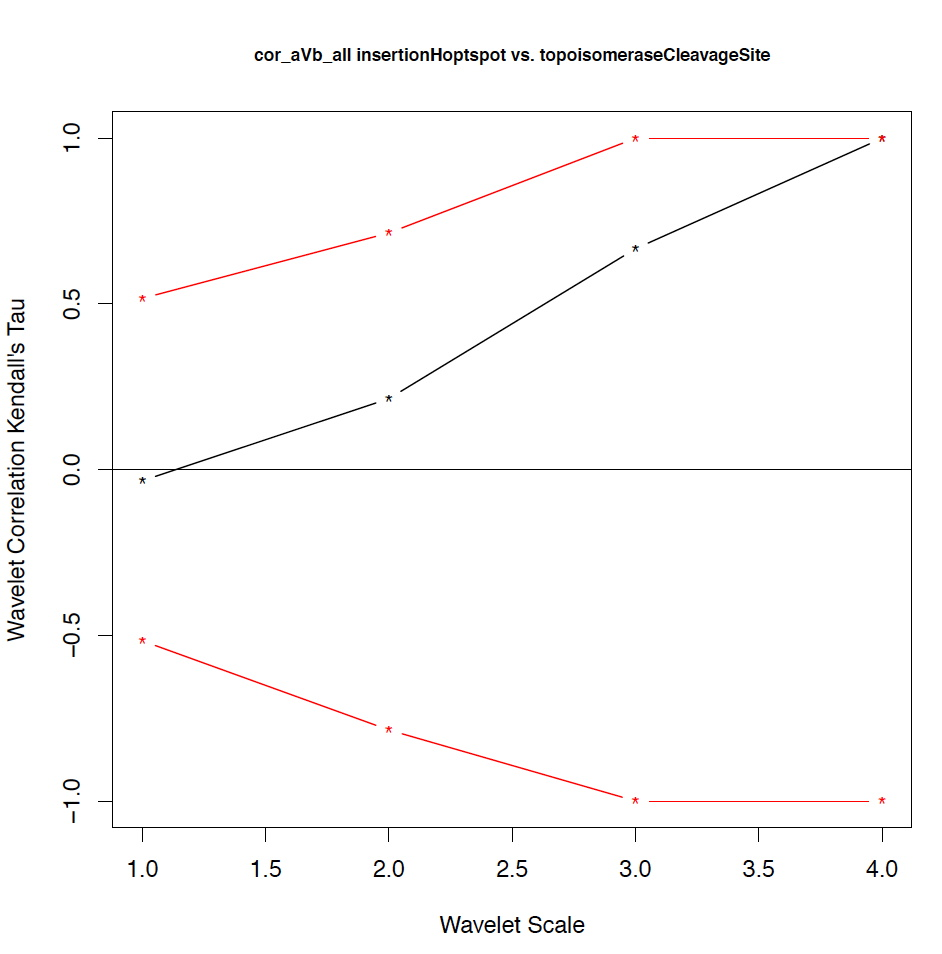 cor_aVb_all insertionHoptspot vs. topoisomeraseCleavageSite
Wavelet Correlation Kendall's Tau
1.0
0.5
0.0
−0.5
−1.0
1.0 1.5 2.0 2.5 3.0 3.5 4.0
Wavelet Scale